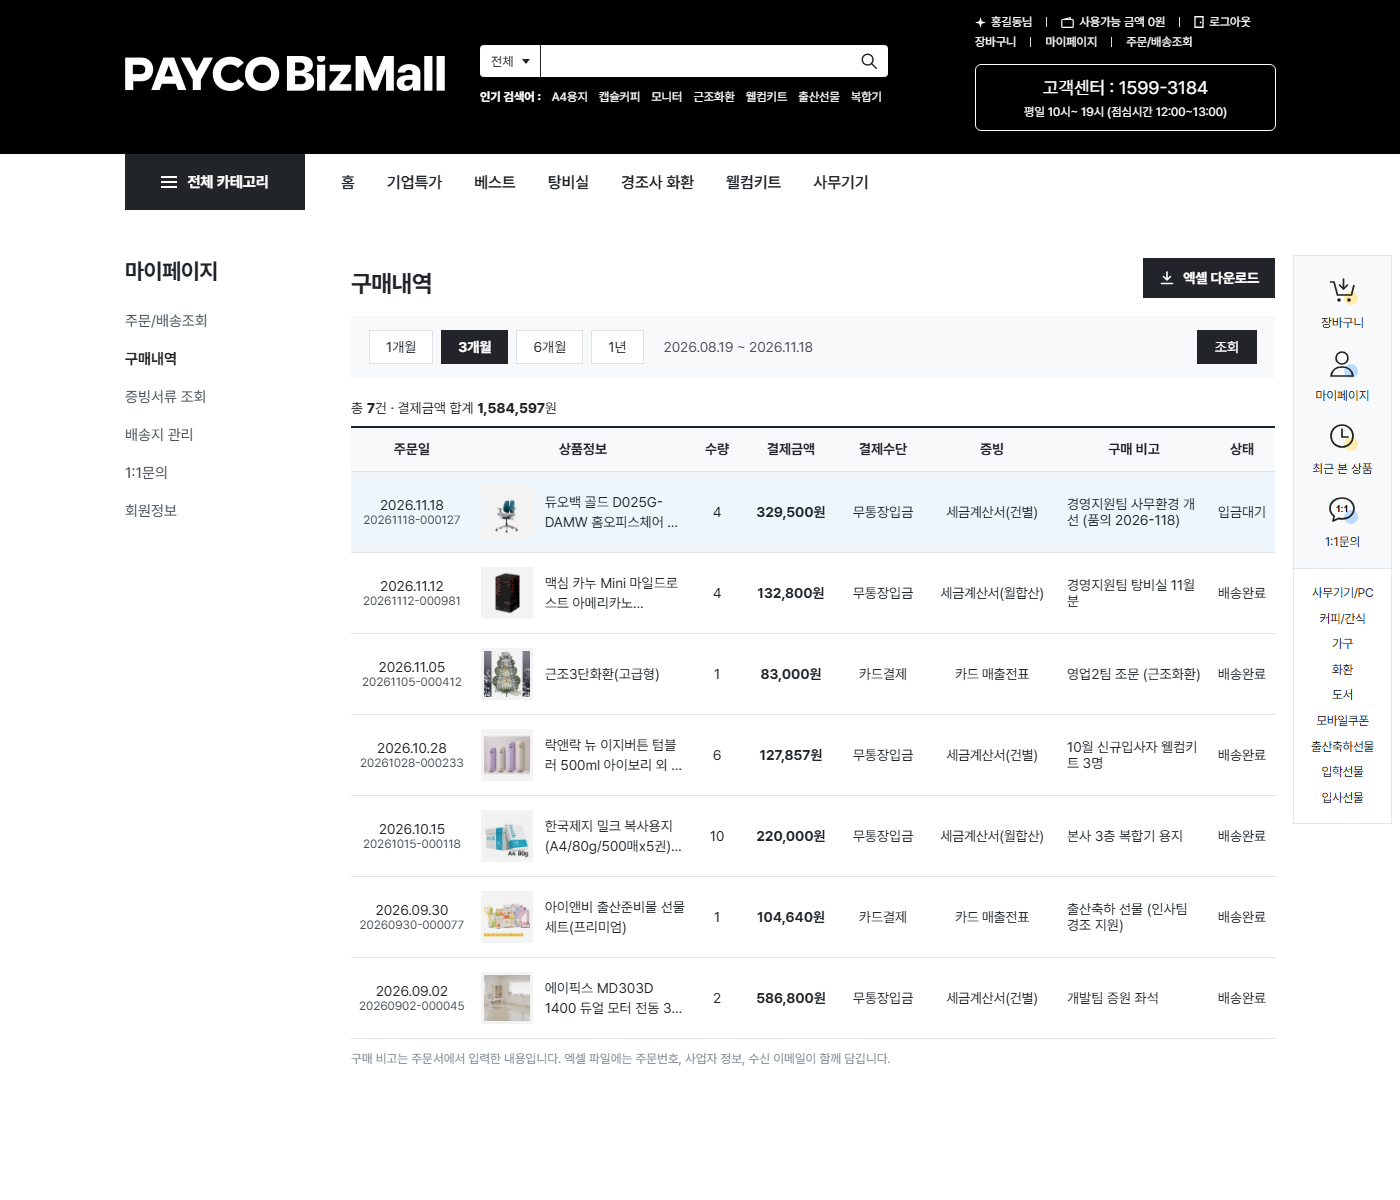 홍길동님 사용가능 금액 0원 로그아웃
장바구니 마이페이지 주문/배송조회
PAYCO BizMall
전체
인기 검색어 : A4용지 캡슐커피 모니터 근조화환 웰컴키트 출산선물 복합기
고객센터 : 1599-3184
평일 10시~ 19시 (점심시간 12:00~13:00)
전체 카테고리 홈 기업특가 베스트 탕비실 경조사 화환 웰컴키트 사무기기
마이페이지
주문/배송조회
구매내역
증빙서류 조회
배송지 관리
1:1문의
회원정보
구매내역
엑셀 다운로드
1개월 3개월 6개월 1년 2026.08.19 ~ 2026.11.18 조회
총 7건 · 결제금액 합계 1,584,597원
주문일 상품정보 수량 결제금액 결제수단 증빙 구매 비고 상태
2026.11.18
20261118-000127
듀오백 골드 D025G-
DAMW 홈오피스체어 ...
4 329,500원 무통장입금 세금계산서(건별)
경영지원팀 사무환경 개
선 (품의 2026-118)
입금대기
2026.11.12
20261112-000981
맥심 카누 Mini 마일드로
스트 아메리카노...
4 132,800원 무통장입금 세금계산서(월합산)
경영지원팀 탕비실 11월
분
배송완료
2026.11.05
20261105-000412
근조3단화환(고급형)
1 83,000원 카드결제 카드 매출전표
영업2팀 조문 (근조화환)
배송완료
2026.10.28
20261028-000233
락앤락 뉴 이지버튼 텀블
러 500ml 아이보리 외 ...
6 127,857원 무통장입금 세금계산서(건별)
10월 신규입사자 웰컴키
트 3명
배송완료
2026.10.15
20261015-000118
A4 80g
한국제지 밀크 복사용지
(A4/80g/500매x5권)...
10 220,000원 무통장입금 세금계산서(월합산)
본사 3층 복합기 용지
배송완료
2026.09.30
20260930-000077
아이앤비 출산준비물 선물
세트(프리미엄)
1 104,640원 카드결제 카드 매출전표
출산축하 선물 (인사팀
경조 지원)
배송완료
2026.09.02
20260902-000045
에이픽스 MD303D
1400 듀얼 모터 전동 3...
2 586,800원 무통장입금 세금계산서(건별)
개발팀 증원 좌석
배송완료
구매 비고는 주문서에서 입력한 내용입니다. 엑셀 파일에는 주문번호, 사업자 정보, 수신 이메일이 함께 담깁니다.
장바구니
마이페이지
최근 본 상품
1:1
1:1문의
사무기기/PC
커피/간식
가구
화환
도서
모바일쿠폰
출산축하선물
입학선물
입사선물